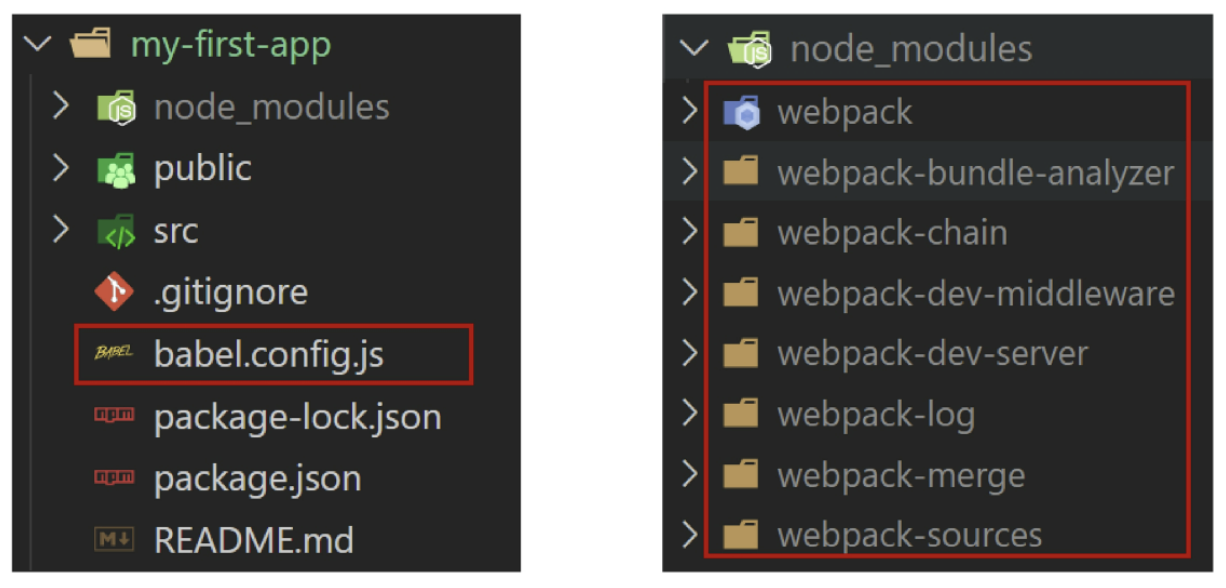 my-first-app
node_modules
public
src
.gitignore
BABEL babel.config.js
npm package-lock.json
npm package.json
M↓ README.md
JS node_modules
webpack
webpack-bundle-analyzer
webpack-chain
webpack-dev-middleware
webpack-dev-server
webpack-log
webpack-merge
webpack-sources